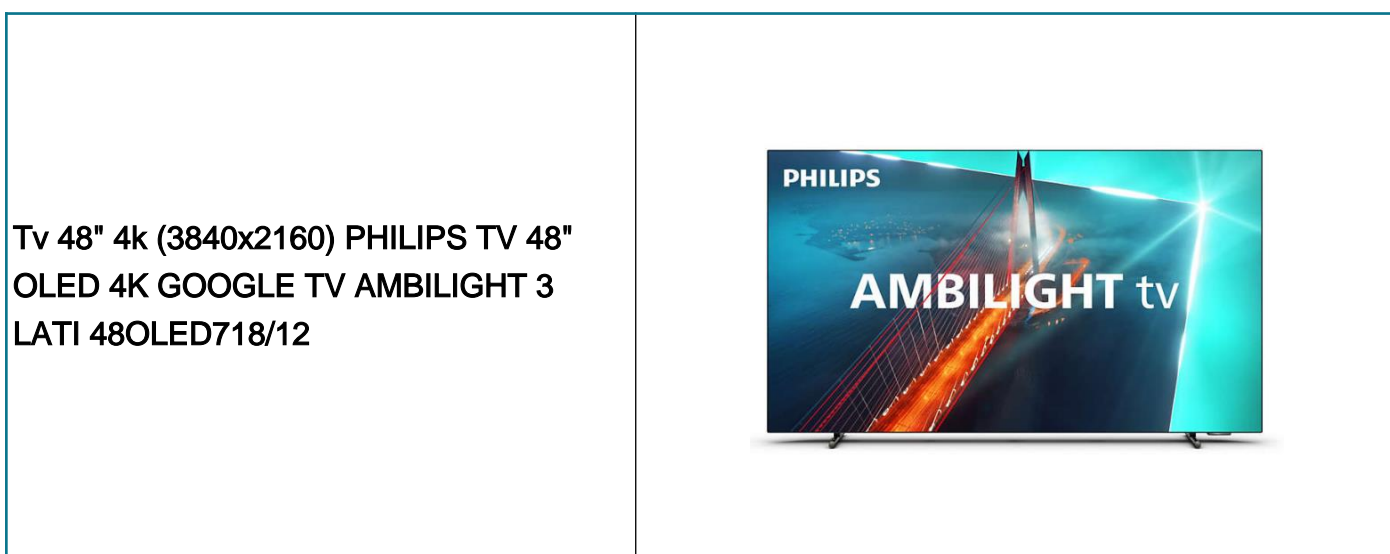 Tv 48" 4k (3840x2160) PHILIPS TV 48"
OLED 4K GOOGLE TV AMBILIGHT 3
LATI 48OLED718/12
PHILIPS
AMBILIGHT tv